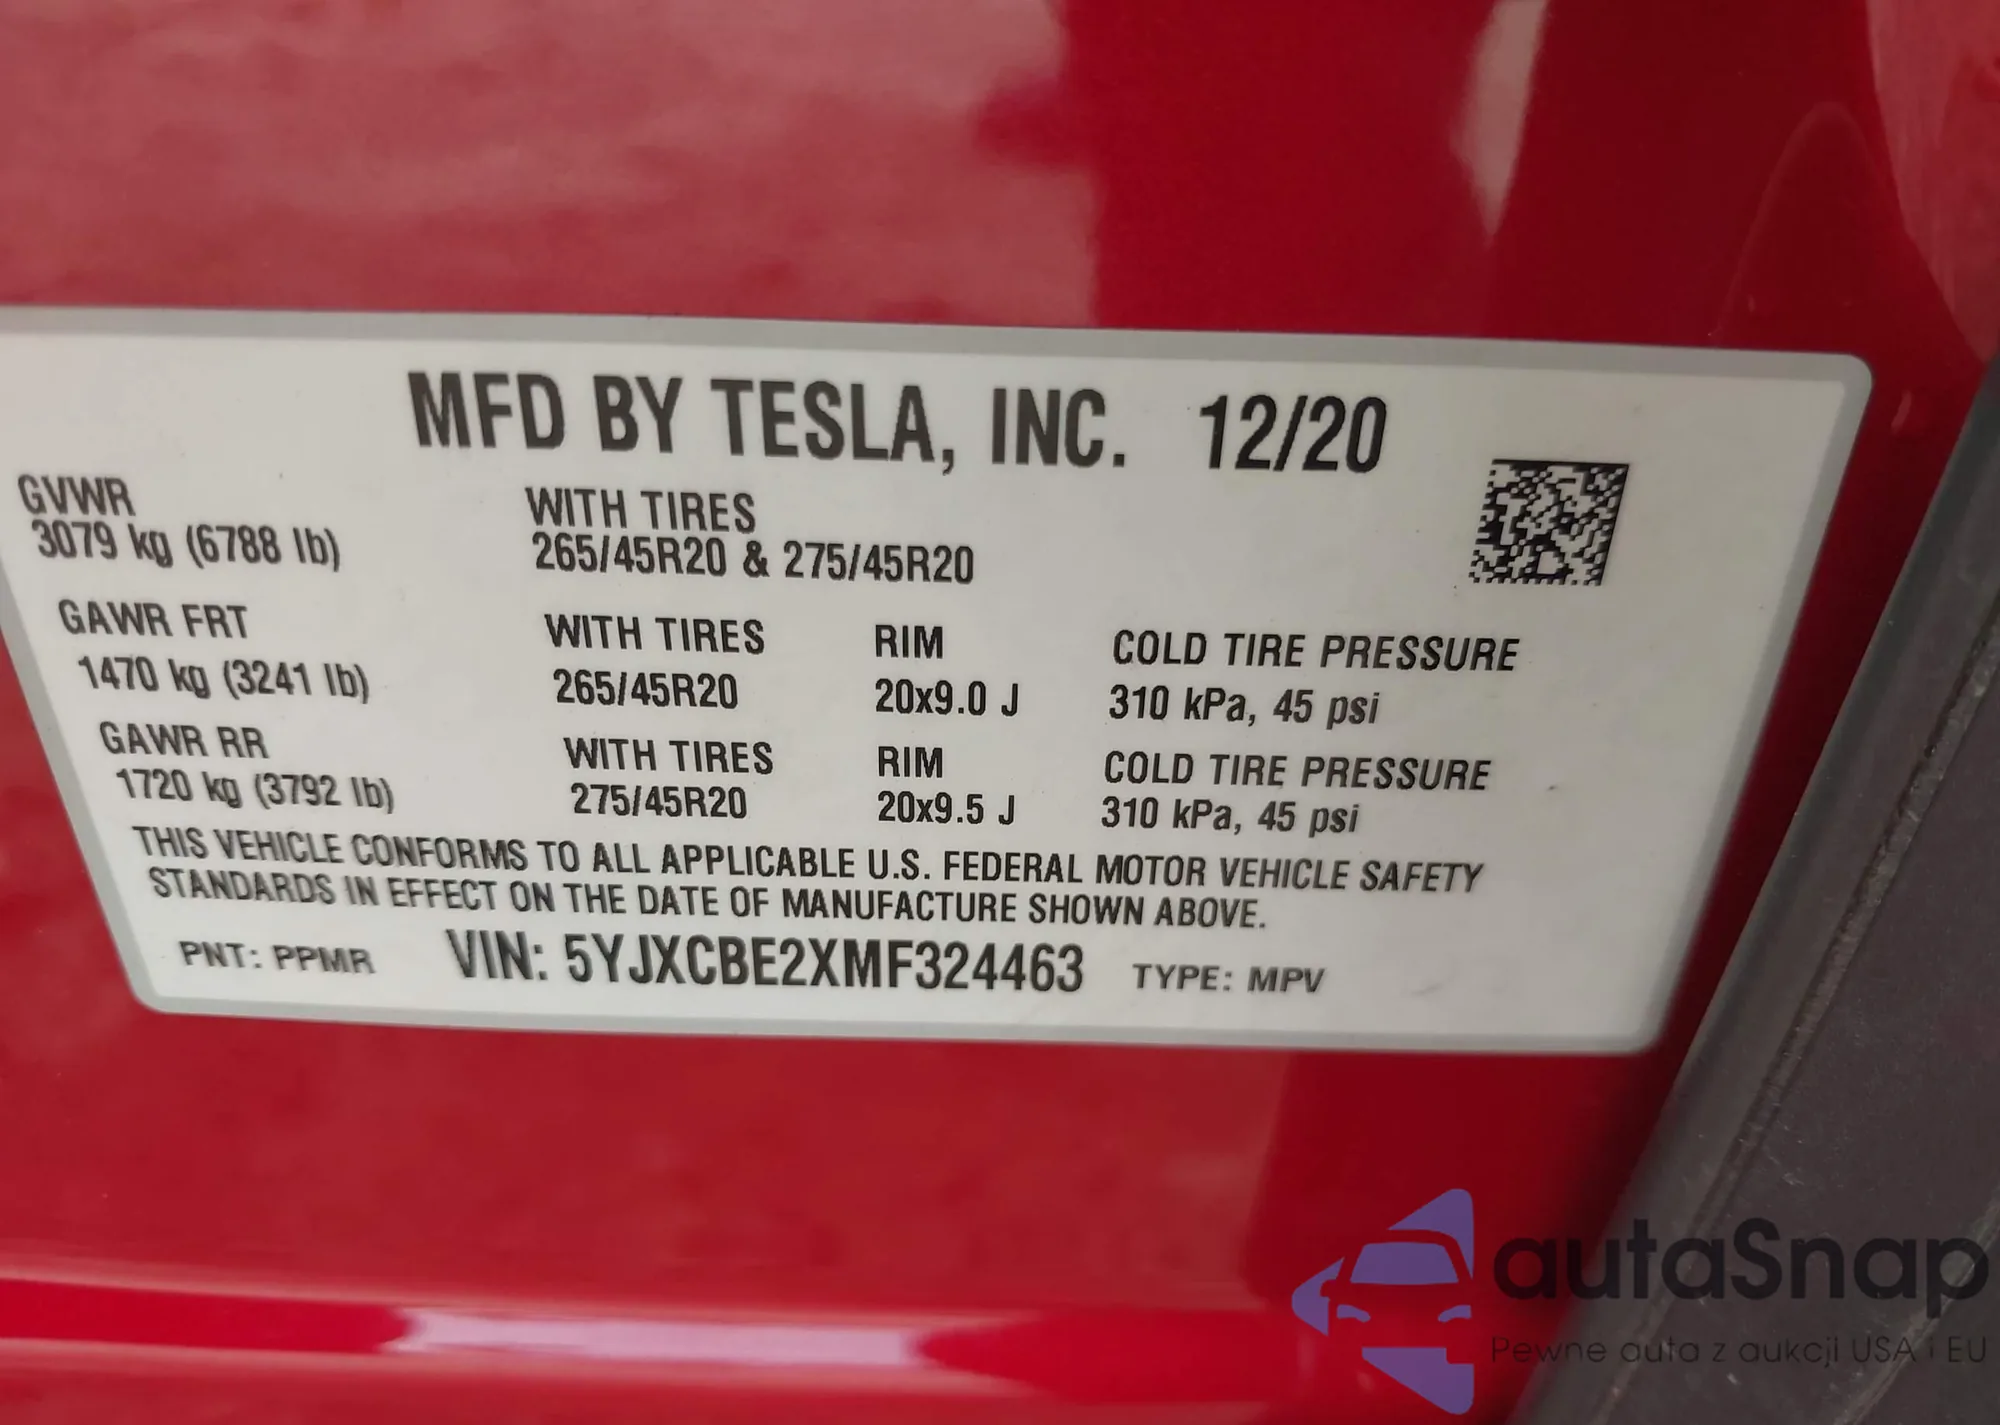 MFD BY TESLA, INC. 12/20
GVWR WITH TIRES
3079 kg (6788 lb) 265/45R20 & 275/45R20
GAWR FRT WITH TIRES RIM COLD TIRE PRESSURE
1470 kg (3241 lb) 265/45R20 20x9.0 J 310 kPa, 45 psi
GAWR RR WITH TIRES RIM COLD TIRE PRESSURE
1720 kg (3792 lb) 275/45R20 20x9.5 J 310 kPa, 45 psi
THIS VEHICLE CONFORMS TO ALL APPLICABLE U.S. FEDERAL MOTOR VEHICLE SAFETY
STANDARDS IN EFFECT ON THE DATE OF MANUFACTURE SHOWN ABOVE.
PNT: PPMR VIN: 5YJXCBE2XMF324463 TYPE: MPV
autaSnap
Pewne auta z aukcji USA i EU